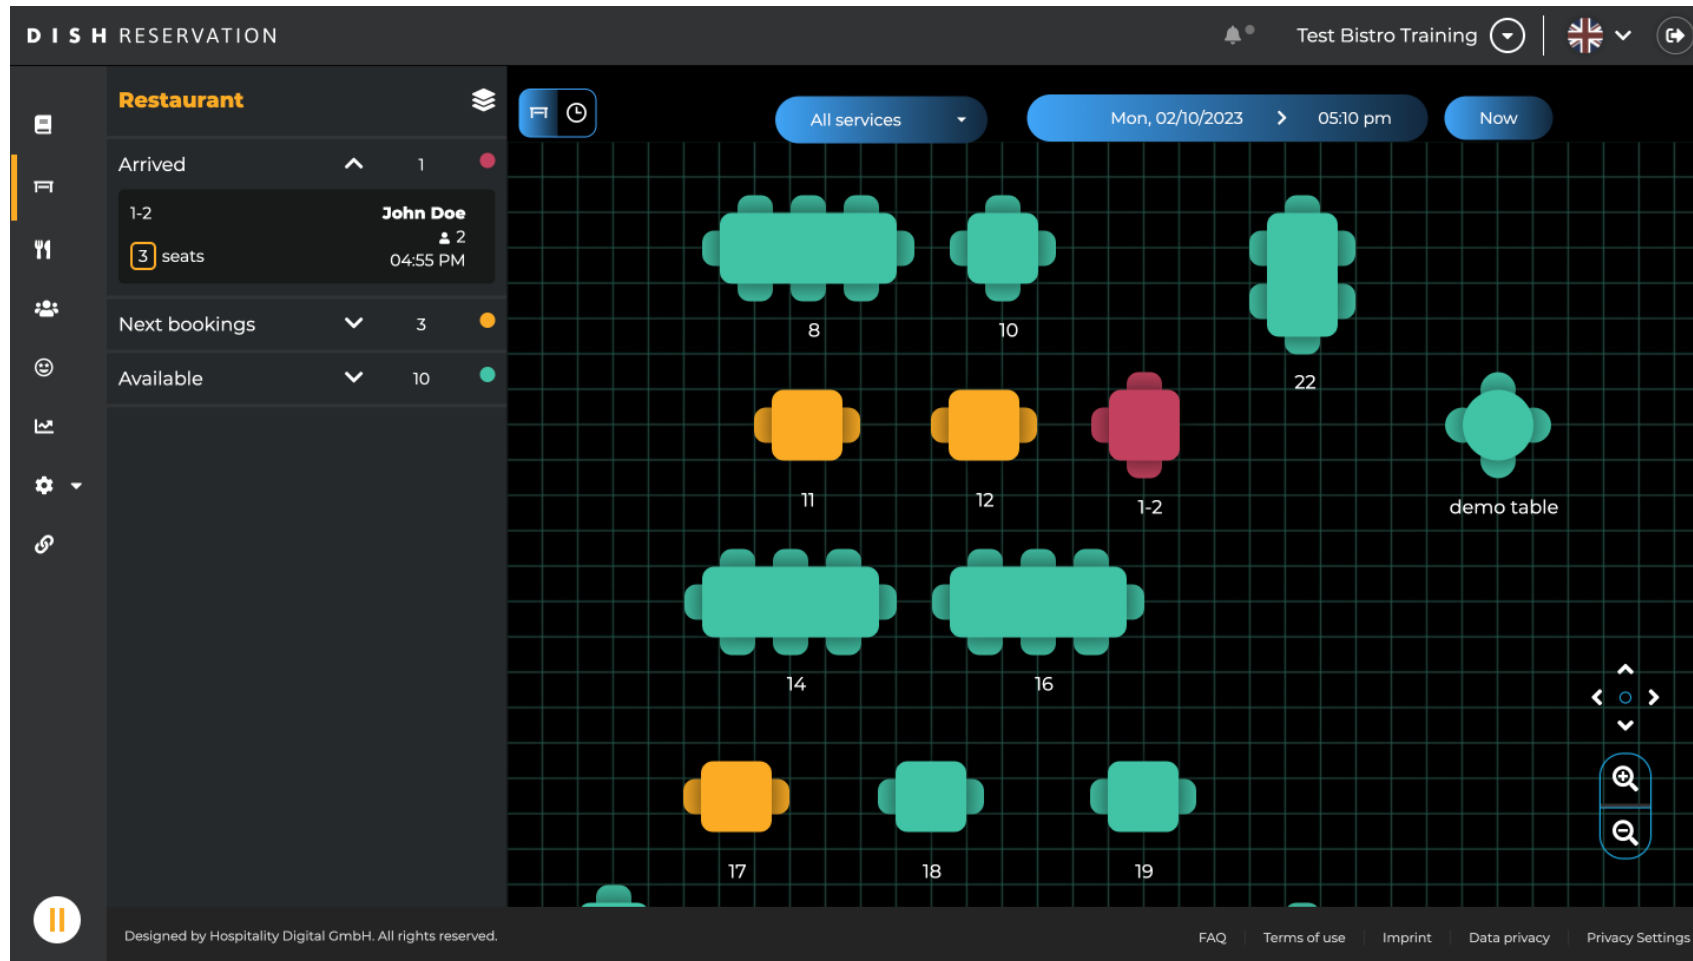 DISH RESERVATION
Test Bistro Training
Restaurant
All services
Mon, 02/10/2023
05:10 pm
Now
Arrived 1
1-2 John Doe
2
3 seats 04:55 PM
Next bookings 3
Available 10
8
10
22
11
12
1-2
demo table
14
16
17
18
19
Designed by Hospitality Digital GmbH. All rights reserved.
FAQ
Terms of use
Imprint
Data privacy
Privacy Settings